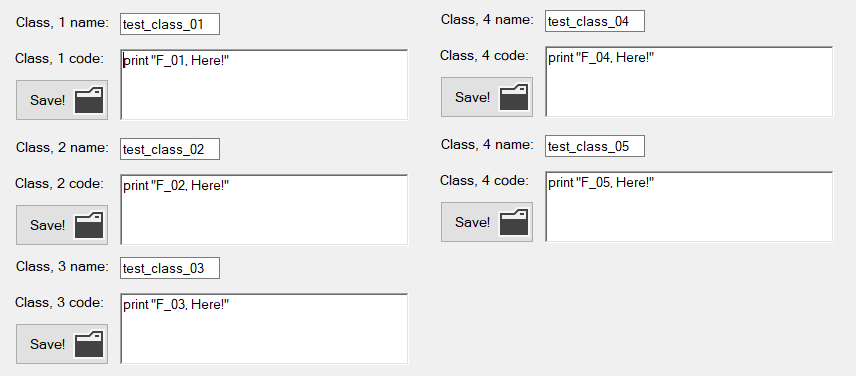 Class, 1 name: test_class_01
Class, 1 code: print "F_01, Here!"
Save!
Class, 2 name: test_class_02
Class, 2 code: print "F_02, Here!"
Save!
Class, 3 name: test_class_03
Class, 3 code: print "F_03, Here!"
Save!
Class, 4 name: test_class_04
Class, 4 code: print "F_04, Here!"
Save!
Class, 4 name: test_class_05
Class, 4 code: print "F_05, Here!"
Save!